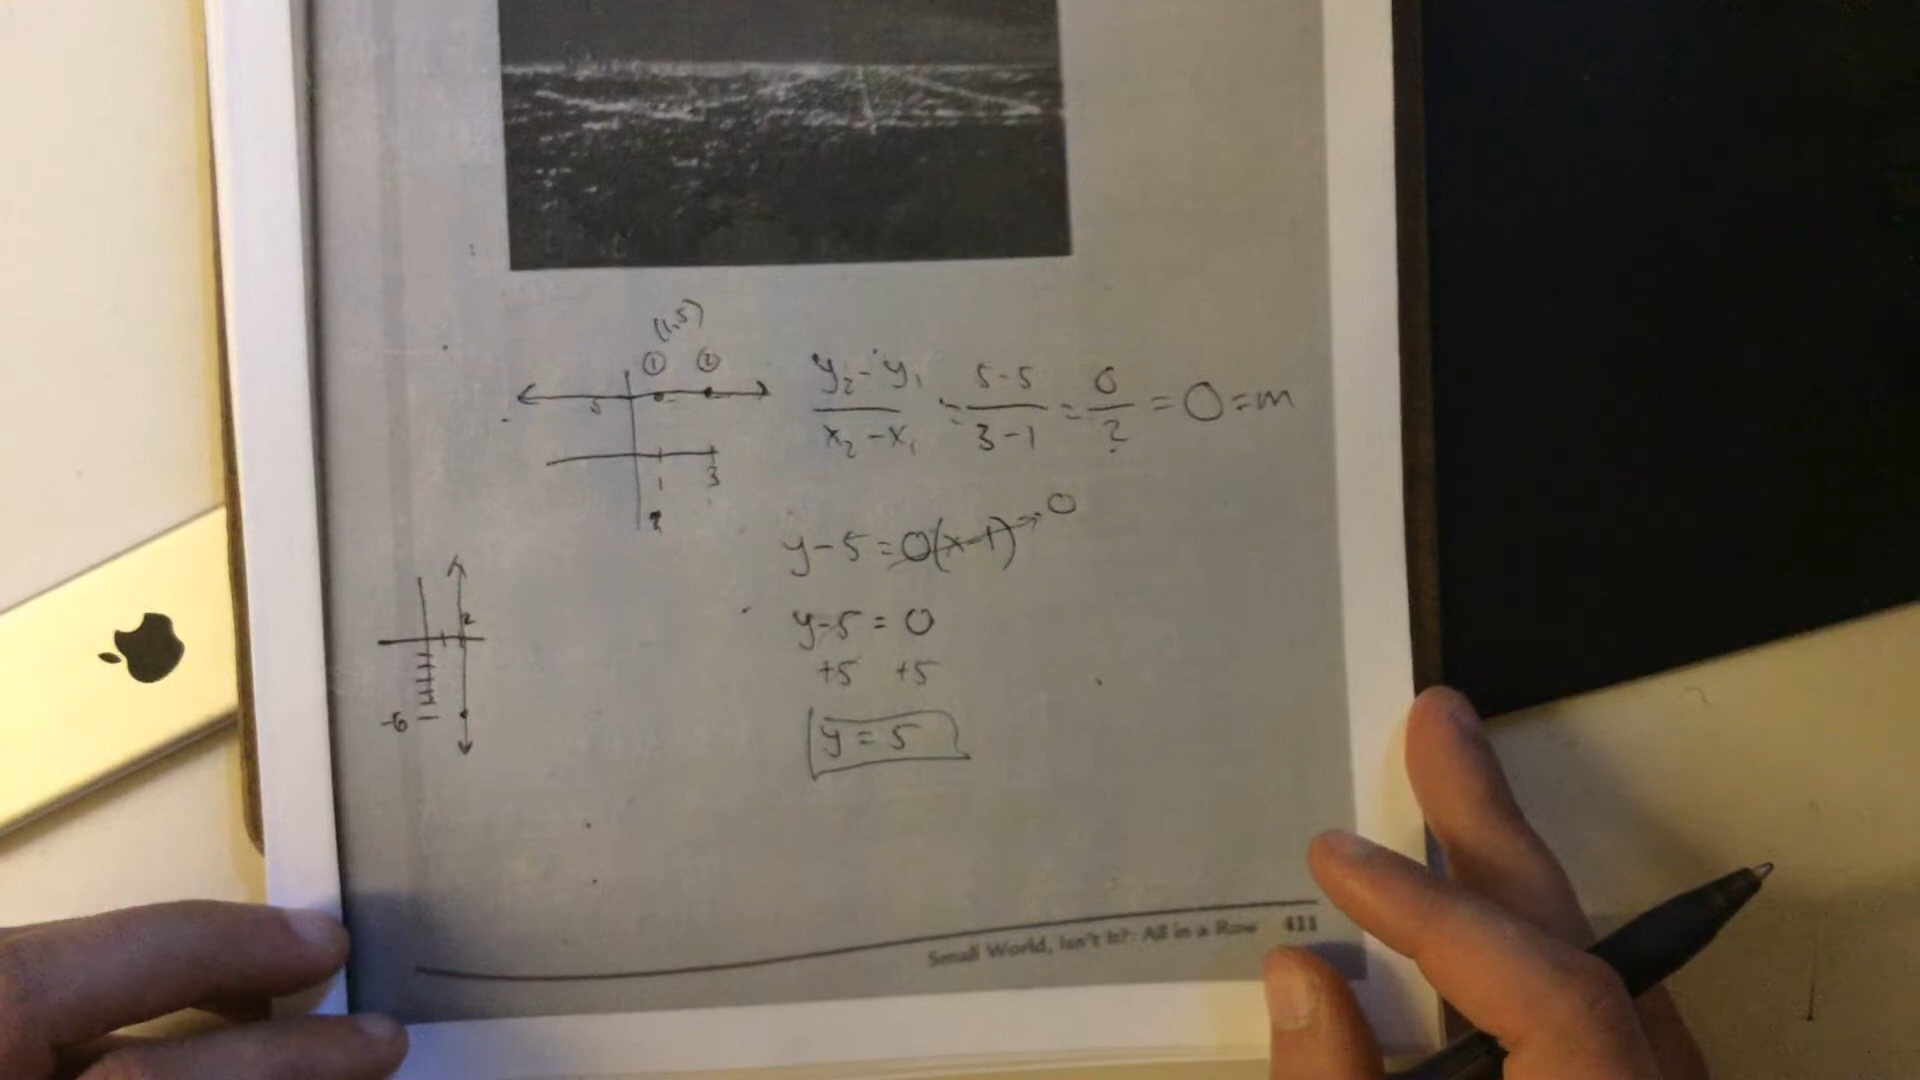 (1,5)
① ②
5
1 3
y₂-y₁ / x₂-x₁ = 5-5 / 3-1 = 0 / 2 = 0 = m
y-5=0(x-1)→0
y-5=0
+5 +5
y=5
2
-6
Small World, Isn't It?: All in a Row 411